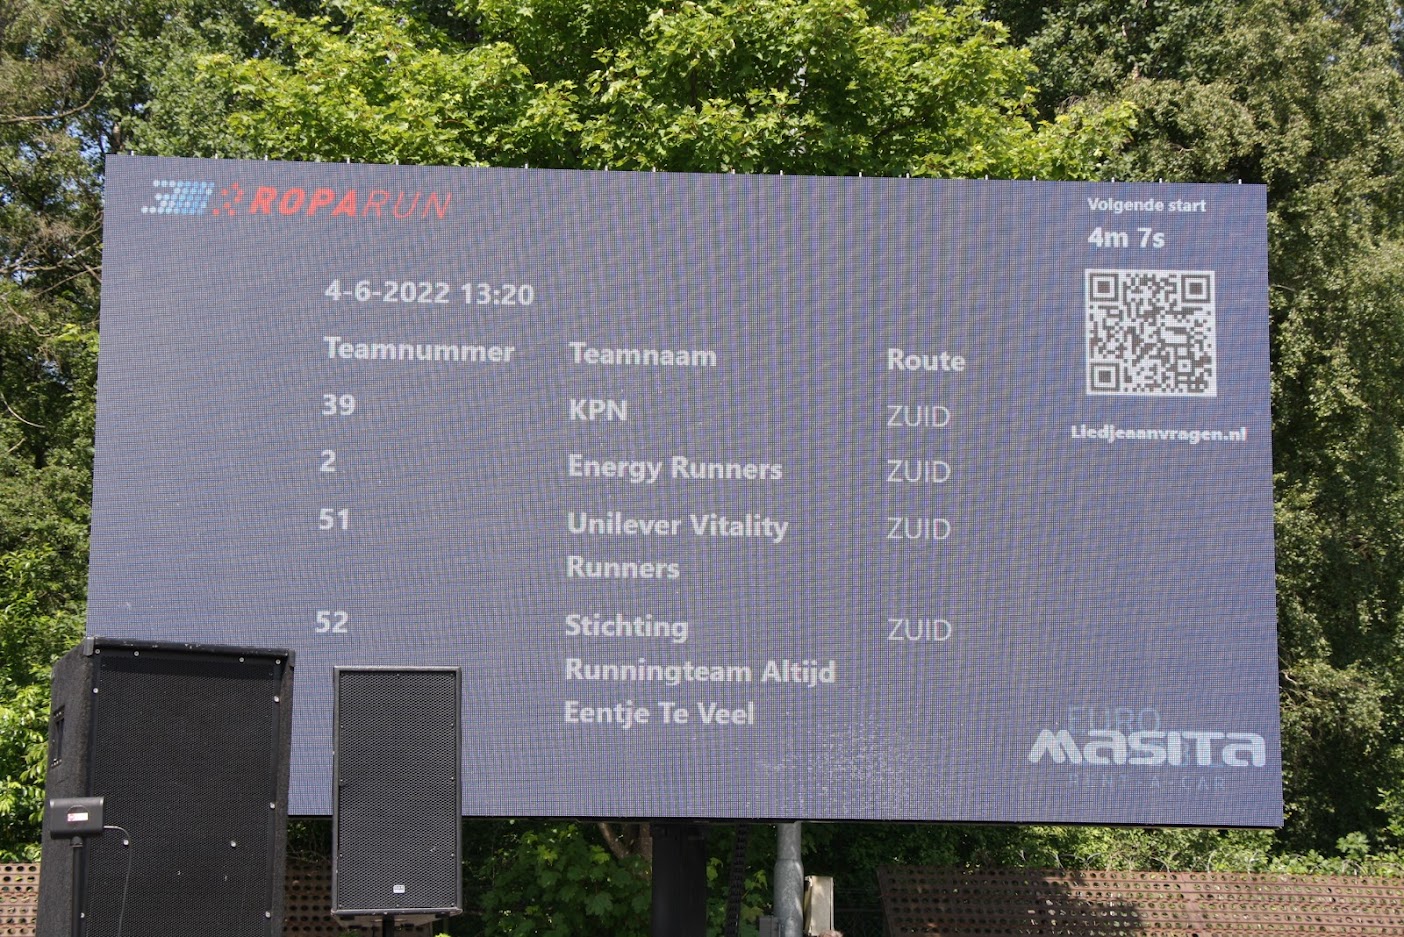 ROPARUN
Volgende start
4m 7s
4-6-2022 13:20
Teamnummer Teamnaam Route
39 KPN ZUID
2 Energy Runners ZUID
51 Unilever Vitality ZUID
Runners
52 Stichting ZUID
Runningteam Altijd
Eentje Te Veel
Liedjeaanvragen.nl
EURO
masita
RENT-A-CAR